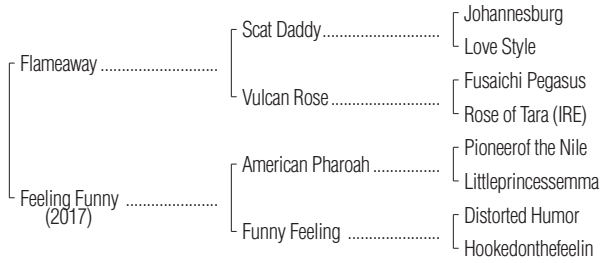 Johannesburg
Scat Daddy..............................
Love Style
Flameaway ..............................
Fusaichi Pegasus
Vulcan Rose............................
Rose of Tara (IRE)
Pioneerof the Nile
American Pharoah..................
Littleprincessemma
Feeling Funny ........................
(2017)
Distorted Humor
Funny Feeling ........................
Hookedonthefeelin